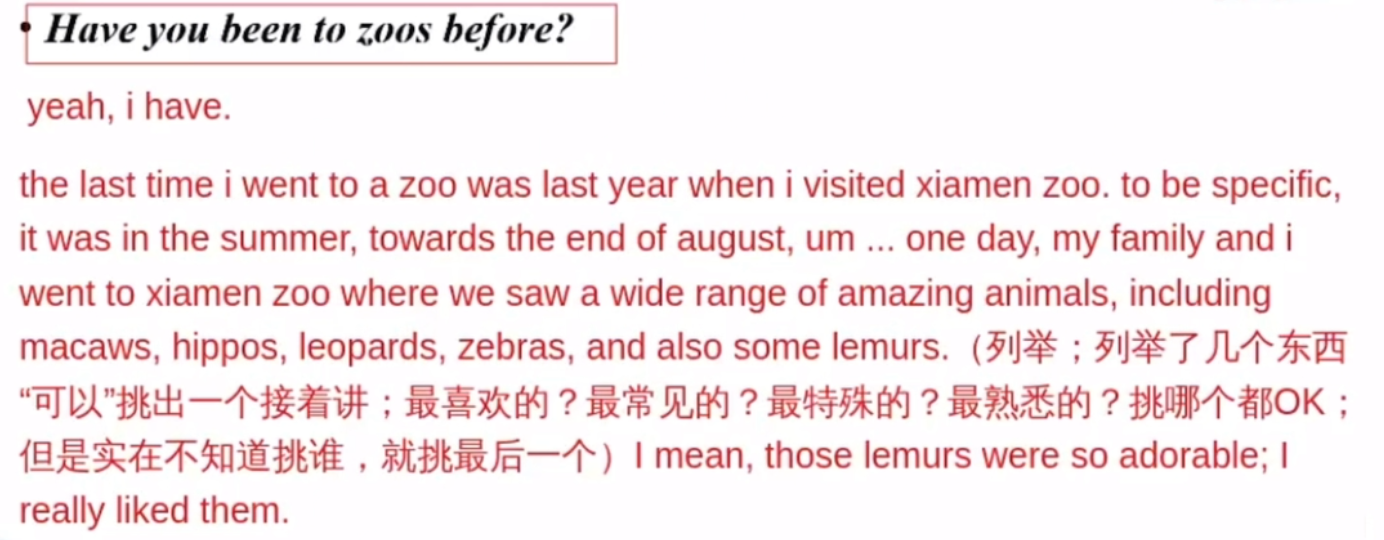 • Have you been to zoos before?
yeah, i have.
the last time i went to a zoo was last year when i visited xiamen zoo. to be specific,
it was in the summer, towards the end of august, um ... one day, my family and i
went to xiamen zoo where we saw a wide range of amazing animals, including
macaws, hippos, leopards, zebras, and also some lemurs.（列举；列举了几个东西
“可以”挑出一个接着讲；最喜欢的？最常见的？最特殊的？最熟悉的？挑哪个都OK；
但是实在不知道挑谁，就挑最后一个）I mean, those lemurs were so adorable; I
really liked them.